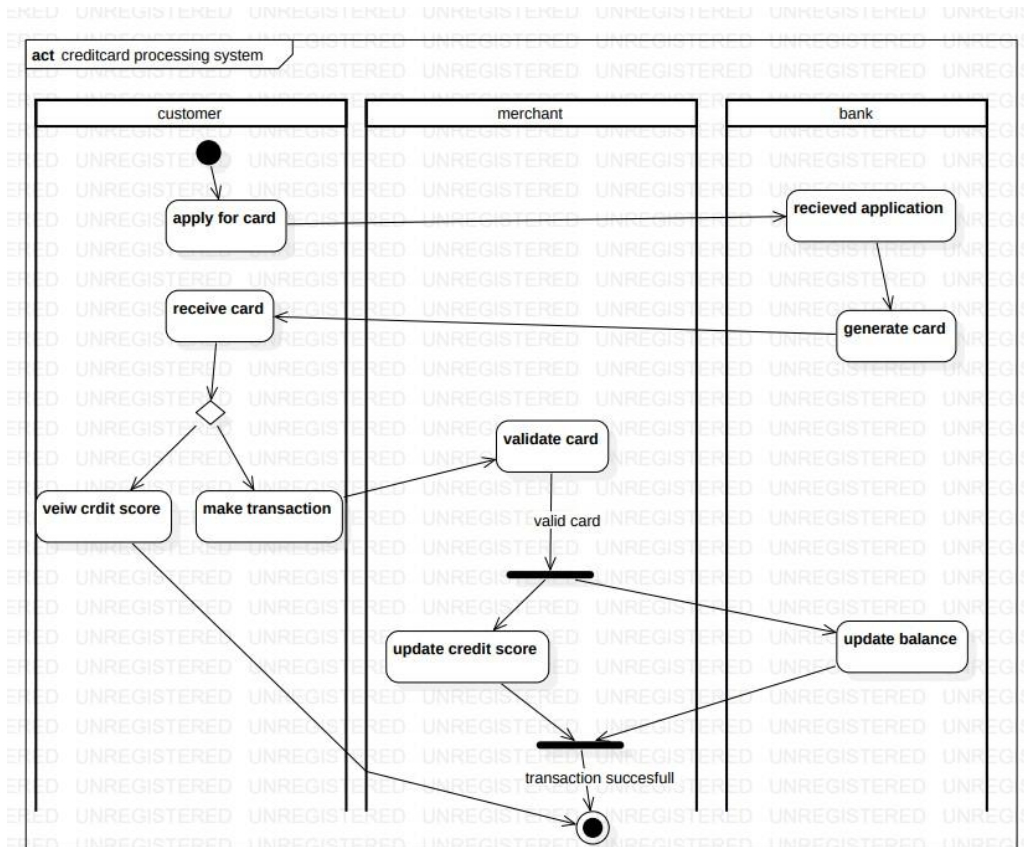 act creditcard processing system
customer
merchant
bank
apply for card
recieved application
receive card
generate card
validate card
veiw crdit score
make transaction
valid card
update credit score
update balance
transaction succesfull
UNREGISTERED